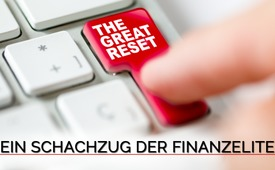 THE
GREAT
RESET
EIN SCHACHZUG DER FINANZELITE